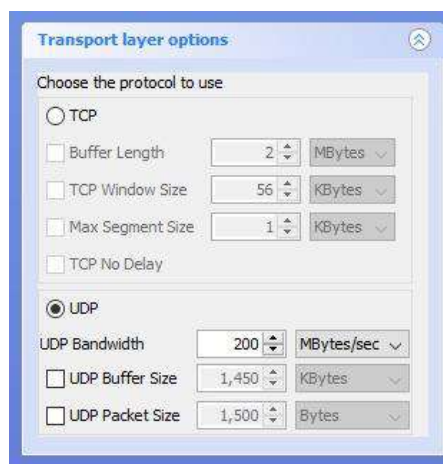 Transport layer options
Choose the protocol to use
TCP
Buffer Length 2 MBytes
TCP Window Size 56 KBytes
Max Segment Size 1 KBytes
TCP No Delay
UDP
UDP Bandwidth 200 MBytes/sec
UDP Buffer Size 1,450 KBytes
UDP Packet Size 1,500 Bytes